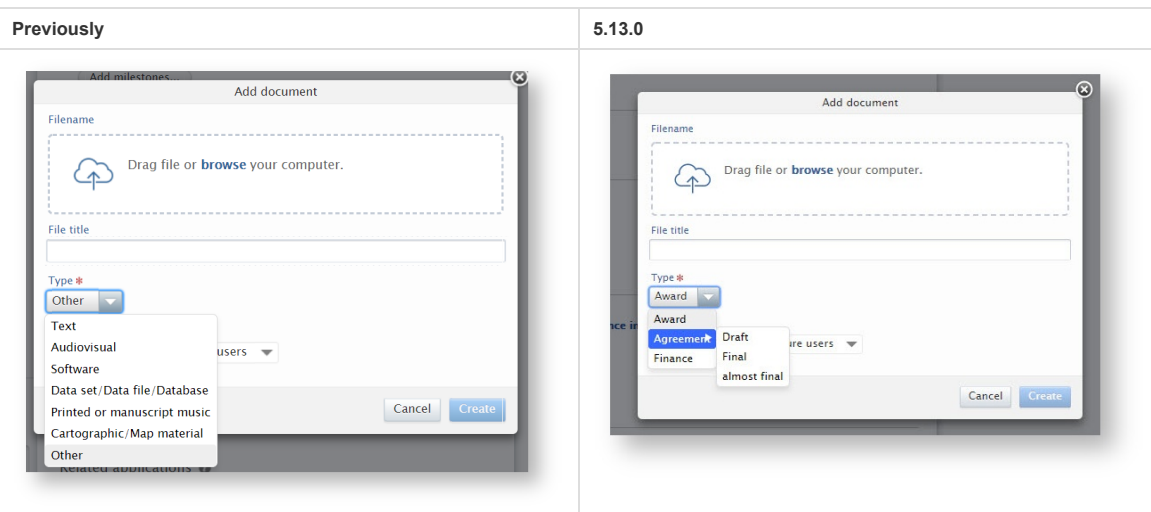 Previously
5.13.0
Add milestones...
Add document
Filename
Drag file or browse your computer.
File title
Type *
Other
Text
Audiovisual
Software
Data set/Data file/Database
Printed or manuscript music
Cartographic/Map material
Other
users
Cancel
Create
Related applications
Add document
Filename
Drag file or browse your computer.
File title
Type *
Award
Award
Agreement
Finance
Draft
Final
almost final
ure users
Cancel
Create